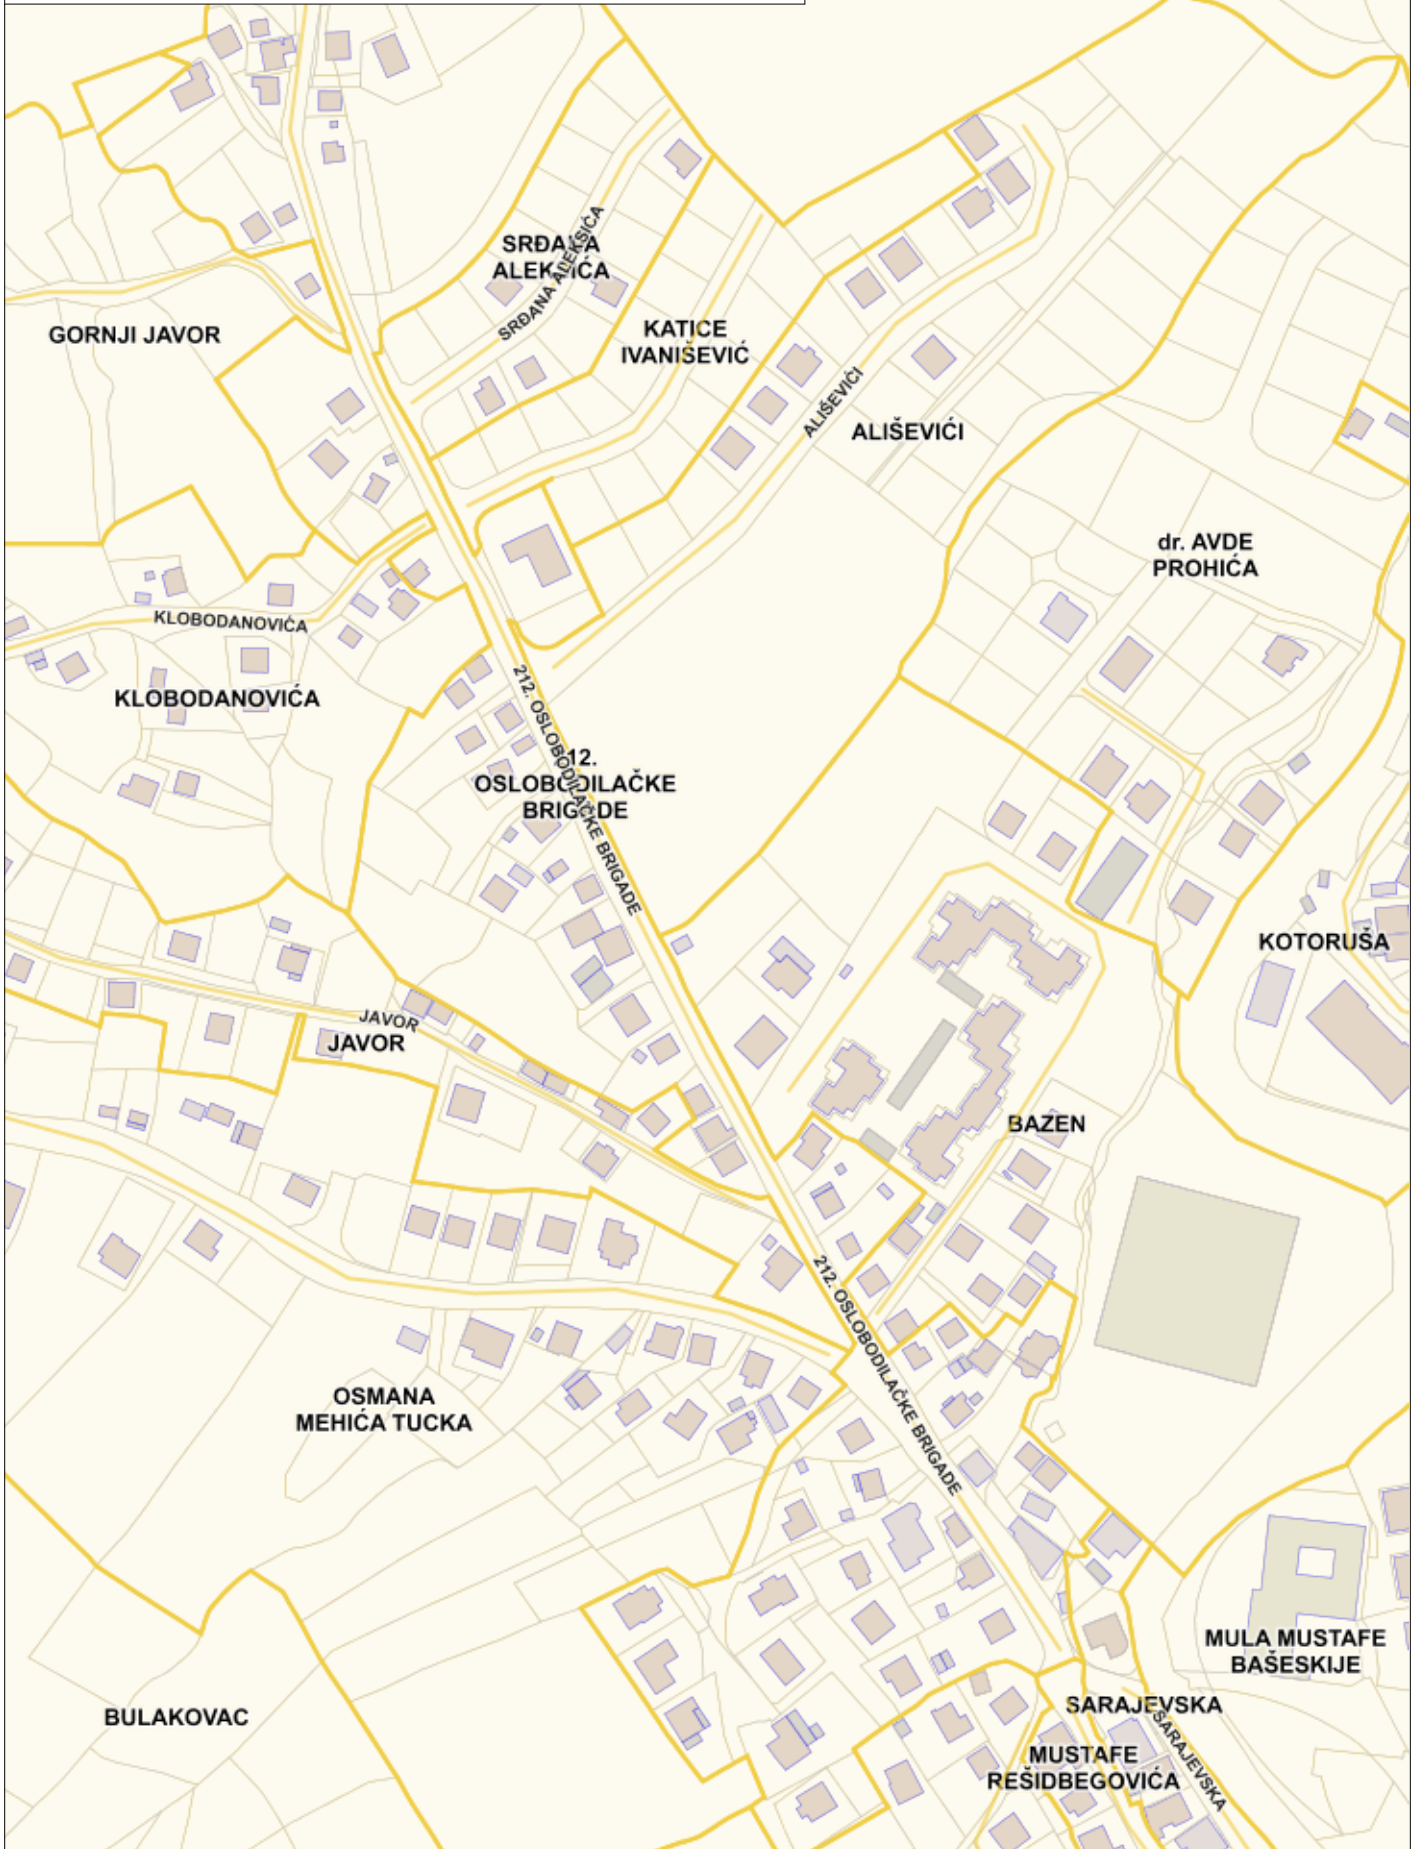 SRĐANA
ALEKSIĆA
SRĐANA ALEKSIĆA
GORNJI JAVOR
KATICE
IVANIŠEVIĆ
ALIŠEVIĆI
ALIŠEVIĆI
dr. AVDE
PROHIĆA
KLOBODANOVIĆA
KLOBODANOVIĆA
212. OSLOBODILAČKE BRIGADE
12.
OSLOBODILAČKE
BRIGADE
KOTORUŠA
JAVOR
JAVOR
BAZEN
212. OSLOBODILAČKE BRIGADE
OSMANA
MEHIĆA TUCKA
MULA MUSTAFE
BAŠESKIJE
BULAKOVAC
SARAJEVSKA
SARAJEVSKA
MUSTAFE
REŠIDBEGOVIĆA